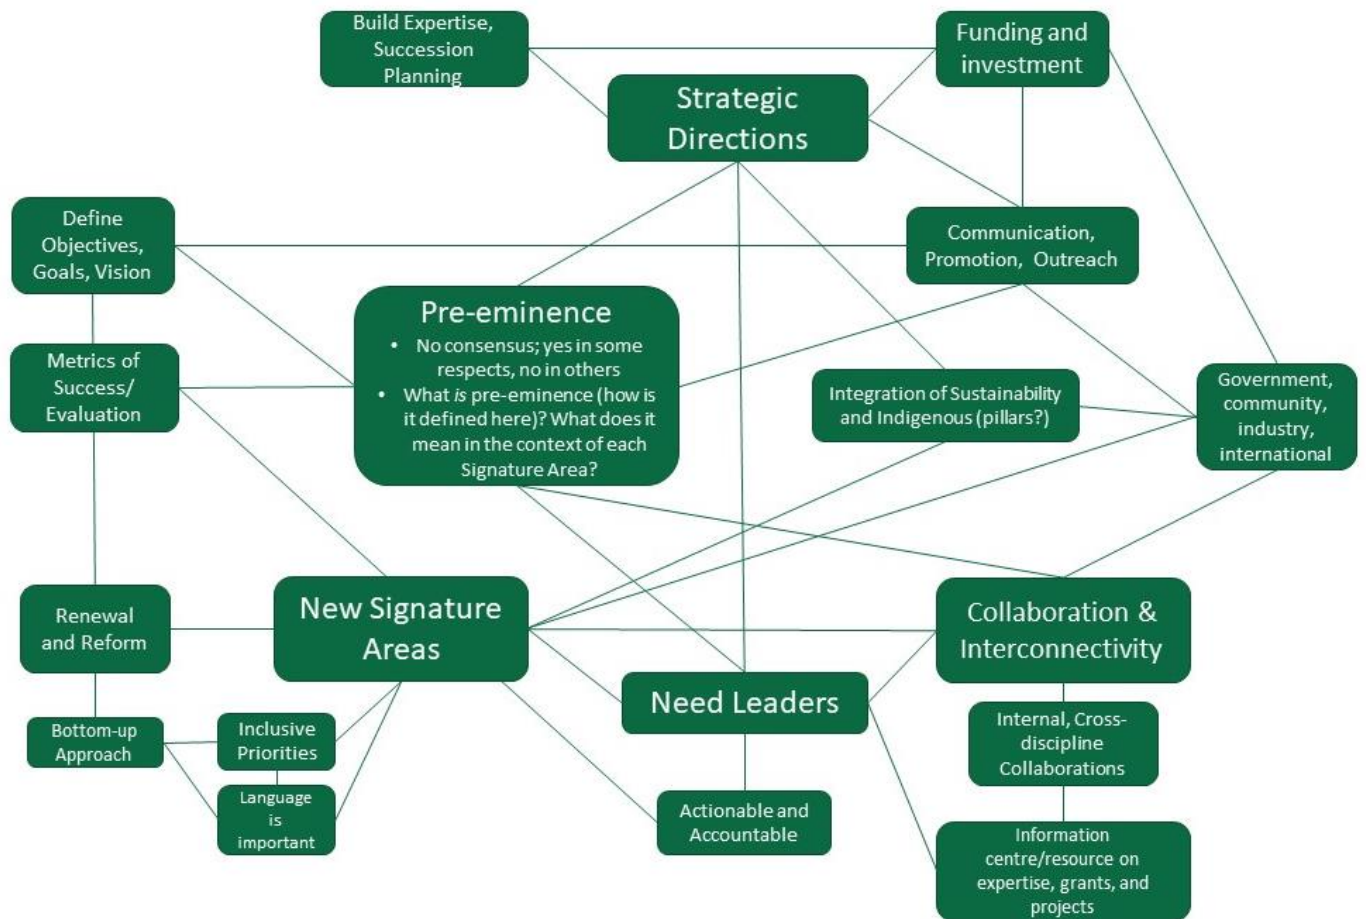 Build Expertise,
Succession
Planning
Funding and
investment
Strategic
Directions
Define
Objectives,
Goals, Vision
Communication,
Promotion, Outreach
Pre-eminence
• No consensus; yes in some
respects, no in others
• What is pre-eminence (how is
it defined here)? What does it
mean in the context of each
Signature Area?
Metrics of
Success/
Evaluation
Integration of Sustainability
and Indigenous (pillars?)
Government,
community,
industry,
international
Renewal
and Reform
New Signature
Areas
Collaboration &
Interconnectivity
Need Leaders
Bottom-up
Approach
Inclusive
Priorities
Language
is
important
Internal, Cross-
discipline
Collaborations
Actionable and
Accountable
Information
centre/resource on
expertise, grants, and
projects